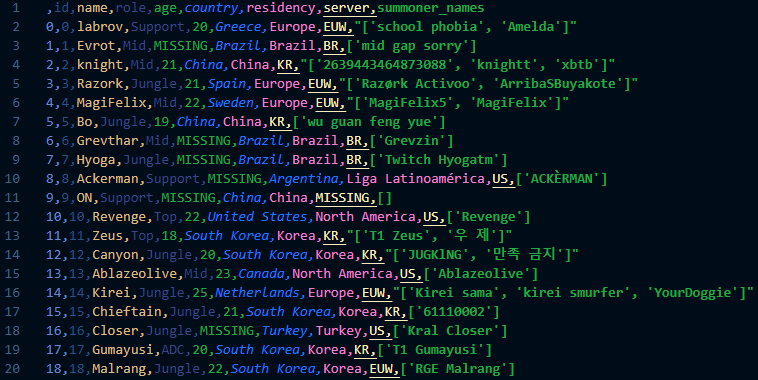 1 ,id,name,role,age,country,residency,server,summoner_names
2 0,0,labrov,Support,20,Greece,Europe,EUW,"['school phobia', 'Amelda']"
3 1,1,Evrot,Mid,MISSING,Brazil,Brazil,BR,['mid gap sorry']
4 2,2,knight,Mid,21,China,China,KR,"['2639443464873088', 'knightt', 'xbtb']"
5 3,3,Razork,Jungle,21,Spain,Europe,EUW,"['Razørk Activoo', 'ArribaSBuyakote']"
6 4,4,MagiFelix,Mid,22,Sweden,Europe,EUW,"['MagiFelix5', 'MagiFelix']"
7 5,5,Bo,Jungle,19,China,China,KR,['wu guan feng yue']
8 6,6,Grevthar,Mid,MISSING,Brazil,Brazil,BR,['Grevzin']
9 7,7,Hyoga,Jungle,MISSING,Brazil,Brazil,BR,['Twitch Hyogatm']
10 8,8,Ackerman,Support,MISSING,Argentina,Liga Latinoamérica,US,['ACKÈRMAN']
11 9,9,ON,Support,MISSING,China,China,MISSING,[]
12 10,10,Revenge,Top,22,United States,North America,US,['Revenge']
13 11,11,Zeus,Top,18,South Korea,Korea,KR,"['T1 Zeus', '우 제']"
14 12,12,Canyon,Jungle,20,South Korea,Korea,KR,"['JUGKlNG', '만족 금지']"
15 13,13,Ablazeolive,Mid,23,Canada,North America,US,['Ablazeolive']
16 14,14,Kirei,Jungle,25,Netherlands,Europe,EUW,"['Kirei sama', 'kirei smurfer', 'YourDoggie']"
17 15,15,Chieftain,Jungle,21,South Korea,Korea,KR,['61110002']
18 16,16,Closer,Jungle,MISSING,Turkey,Turkey,US,['Kral Closer']
19 17,17,Gumayusi,ADC,20,South Korea,Korea,KR,['T1 Gumayusi']
20 18,18,Malrang,Jungle,22,South Korea,Korea,EUW,['RGE Malrang']